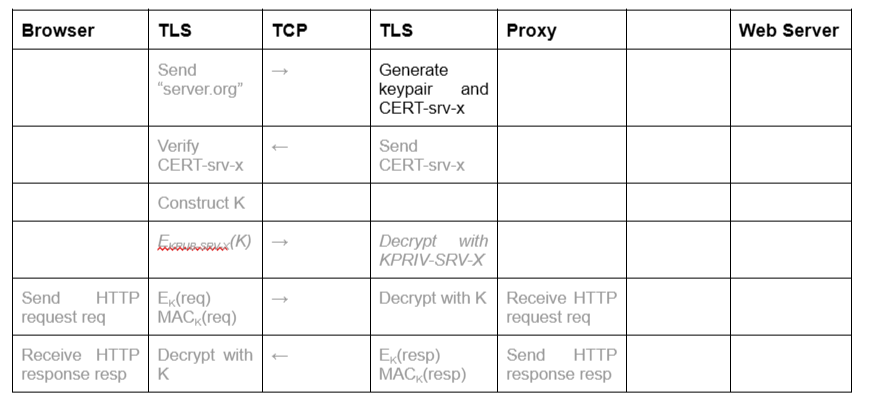 Browser TLS TCP TLS Proxy Web Server
Send → Generate
"server.org" keypair and
CERT-srv-x
Verify ← Send
CERT-srv-x CERT-srv-x
Construct K
E_KPUB-SRV-X(K) → Decrypt with
KPRIV-SRV-X
Send HTTP E_K(req) → Decrypt with K Receive HTTP
request req MAC_K(req) request req
Receive HTTP Decrypt with ← E_K(resp) Send HTTP
response resp K MAC_K(resp) response resp